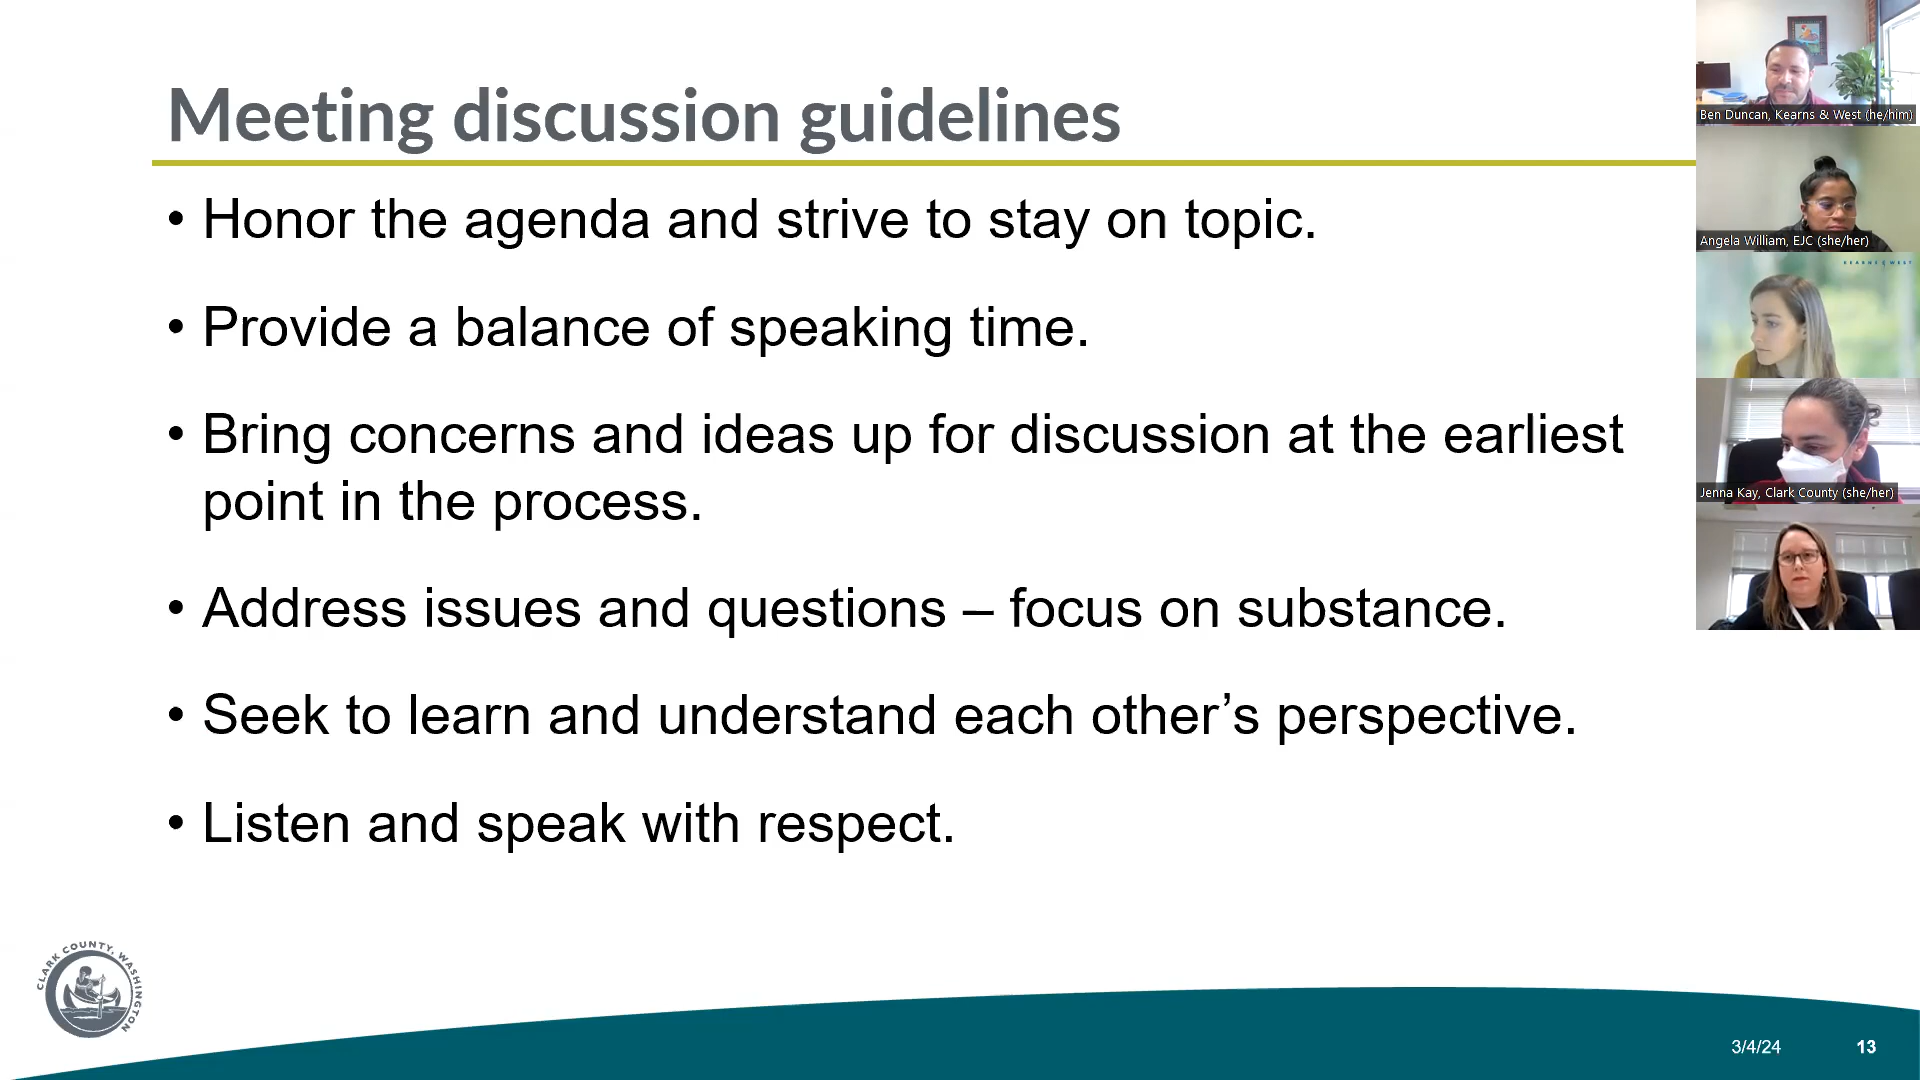 Meeting discussion guidelines
• Honor the agenda and strive to stay on topic.
• Provide a balance of speaking time.
• Bring concerns and ideas up for discussion at the earliest
point in the process.
• Address issues and questions – focus on substance.
• Seek to learn and understand each other’s perspective.
• Listen and speak with respect.
Ben Duncan, Kearns & West (he/him)
Angela William, EJC (she/her)
KEARNS & WEST
Jenna Kay, Clark County (she/her)
CLARK COUNTY, WASHINGTON
3/4/24
13